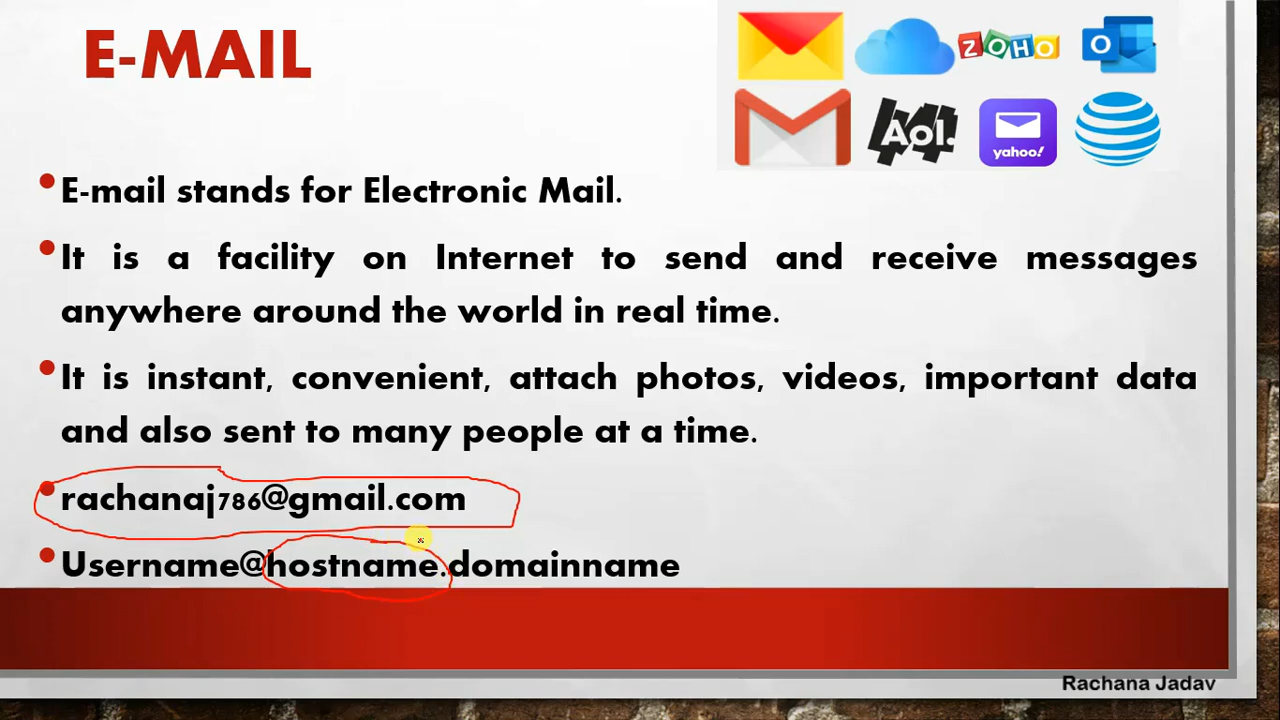 E-MAIL
ZOHO
O
Aol.
yahoo!
E-mail stands for Electronic Mail.
It is a facility on Internet to send and receive messages
anywhere around the world in real time.
It is instant, convenient, attach photos, videos, important data
and also sent to many people at a time.
rachanaj786@gmail.com
Username@hostname.domainname
Rachana Jadav